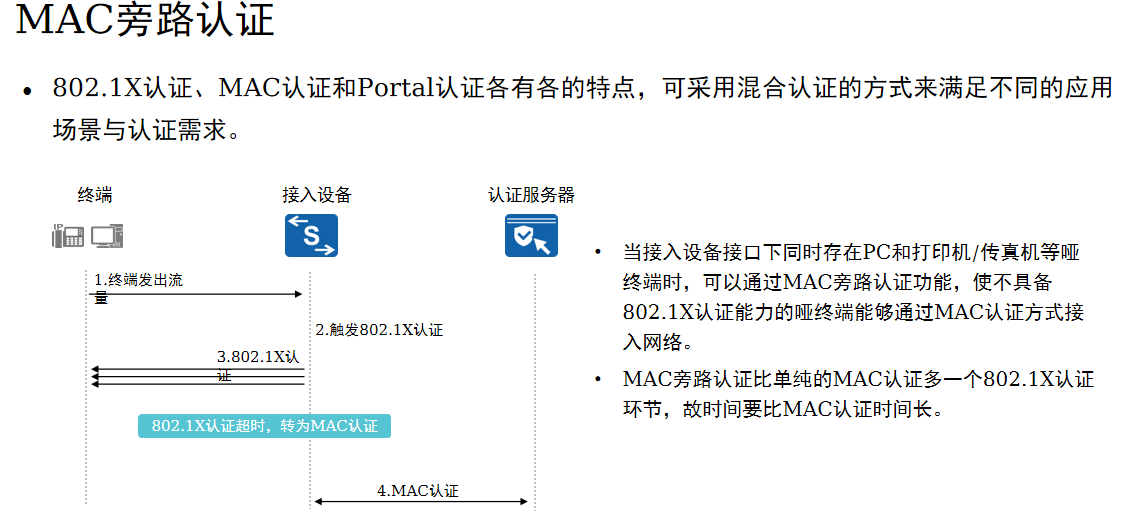 MAC旁路认证
802.1X认证、MAC认证和Portal认证各有各的特点，可采用混合认证的方式来满足不同的应用
场景与认证需求。
终端
接入设备
认证服务器
IP
S
1.终端发出流
量
2.触发802.1X认证
3.802.1X认
证
802.1X认证超时，转为MAC认证
4.MAC认证
当接入设备接口下同时存在PC和打印机/传真机等哑
终端时，可以通过MAC旁路认证功能，使不具备
802.1X认证能力的哑终端能够通过MAC认证方式接
入网络。
MAC旁路认证比单纯的MAC认证多一个802.1X认证
环节，故时间要比MAC认证时间长。